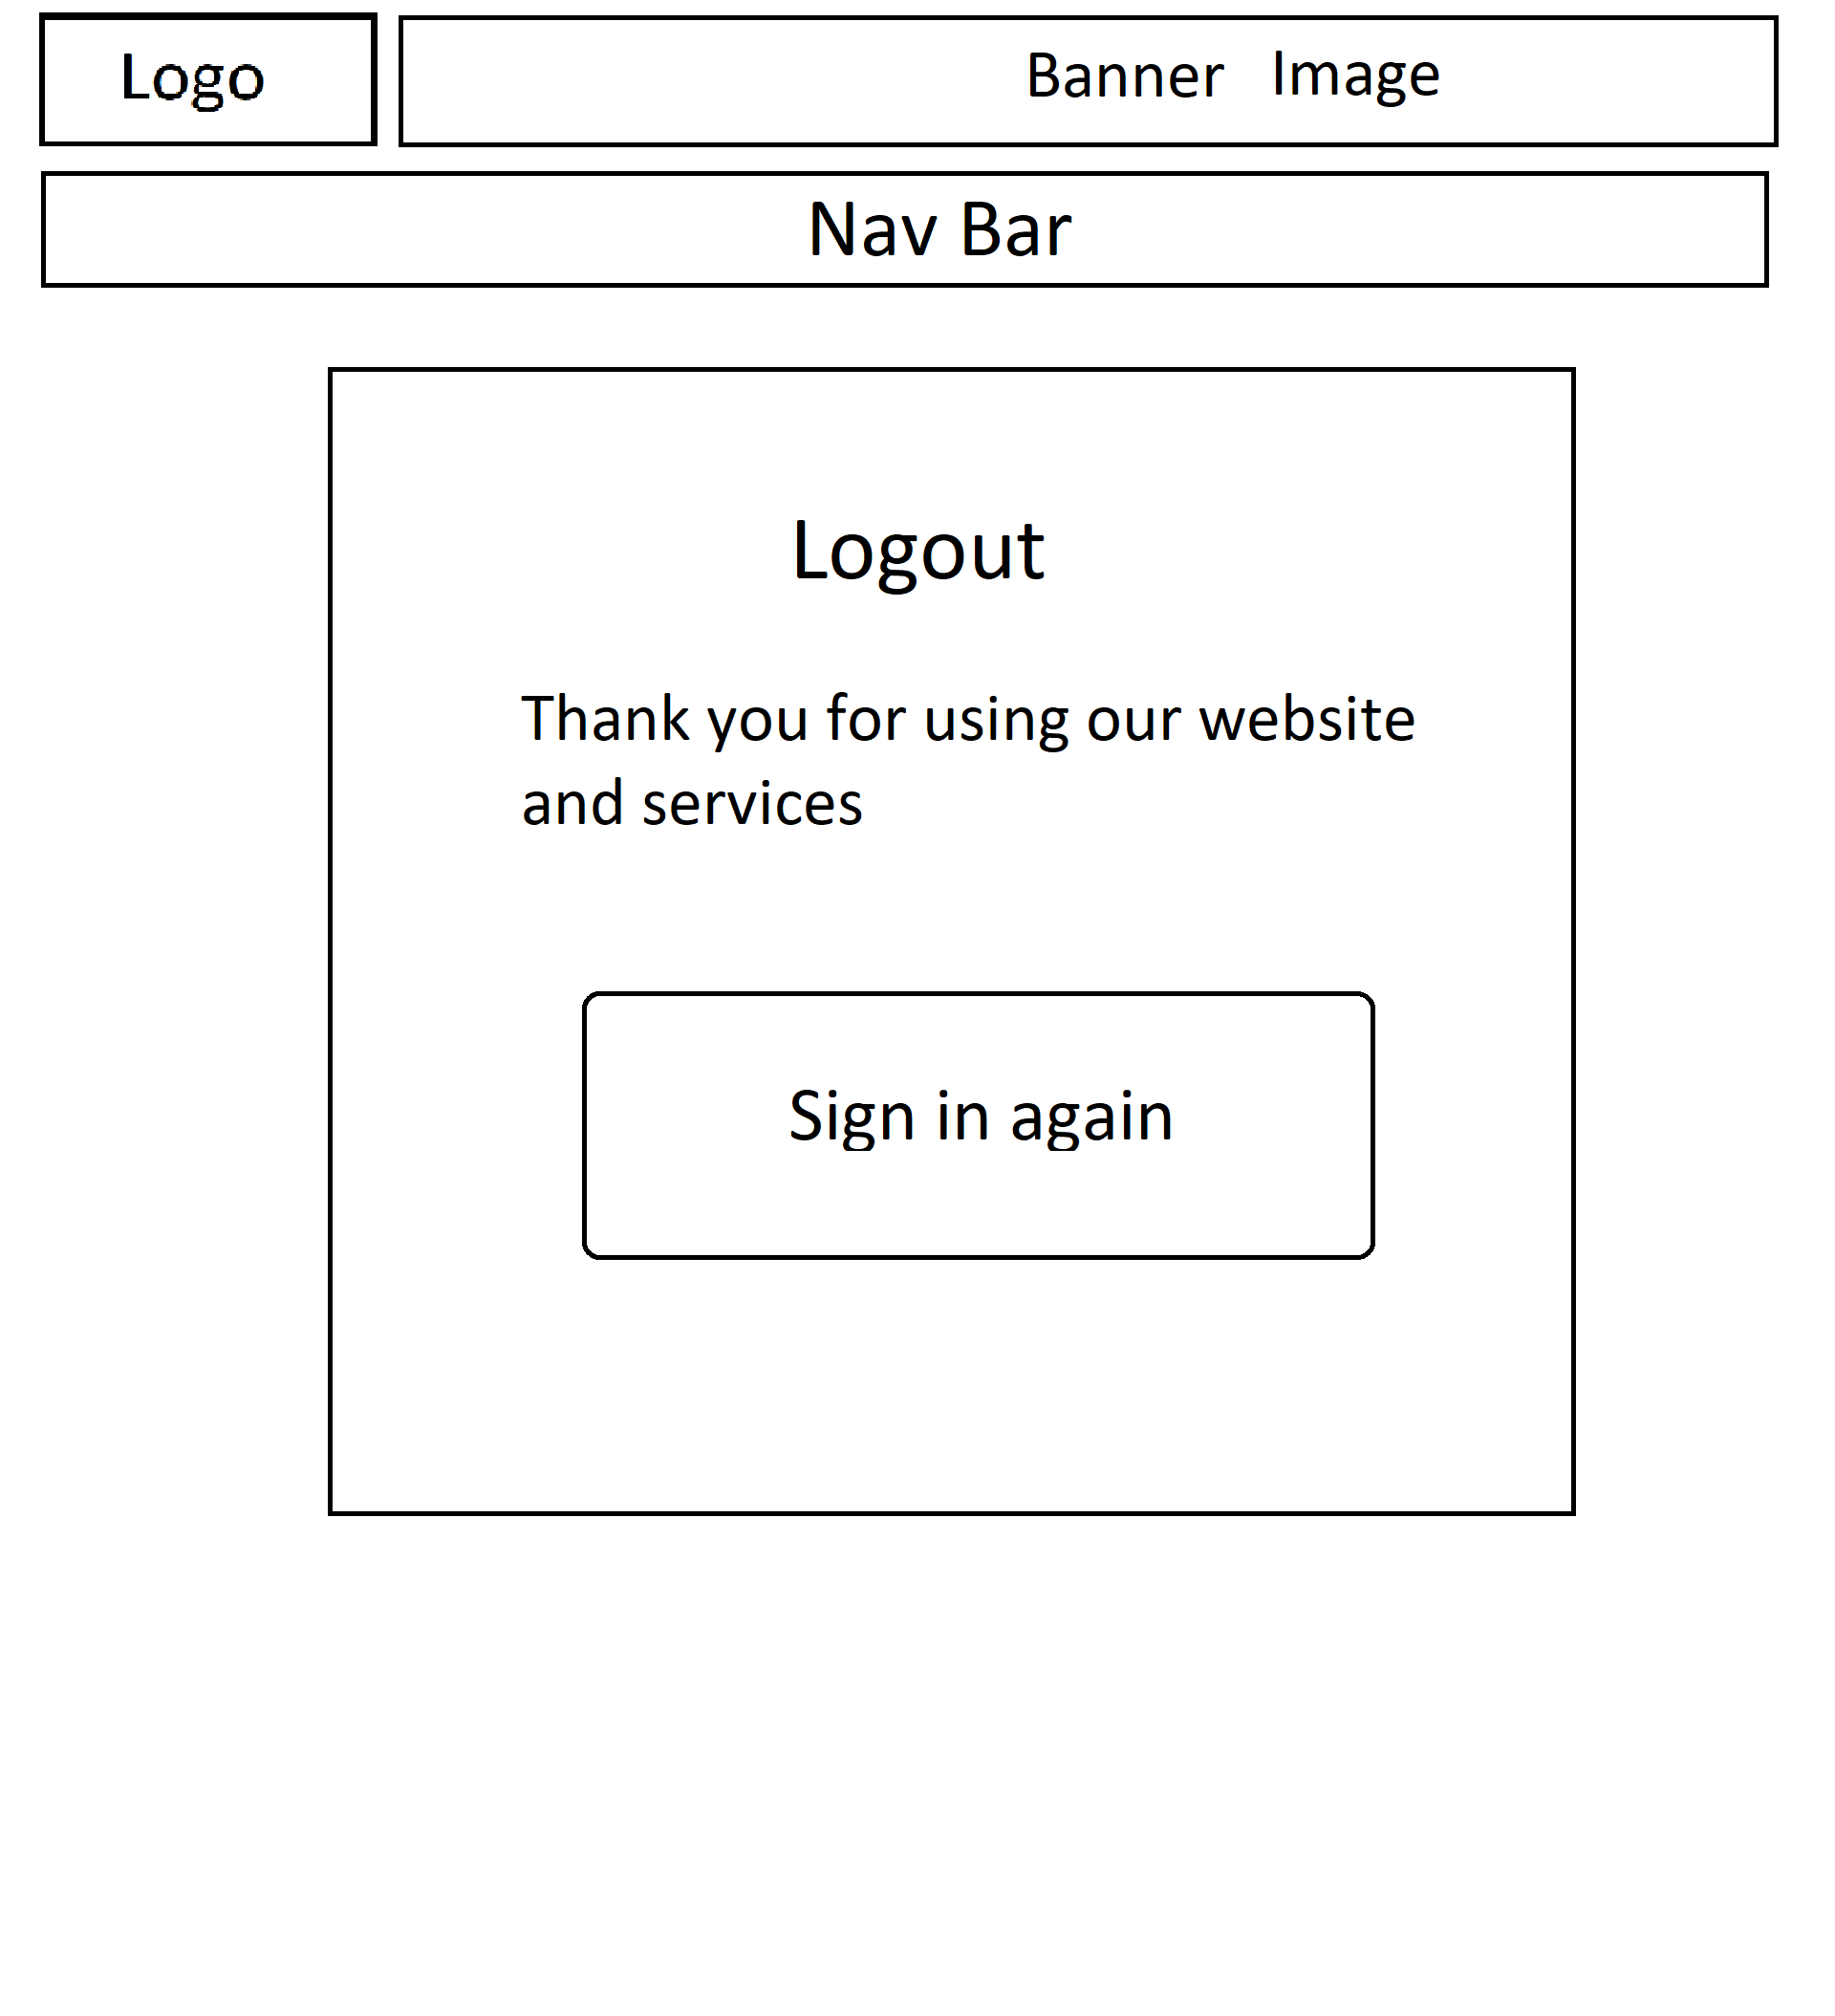 Logo
Banner Image
Nav Bar
Logout
Thank you for using our website
and services
Sign in again